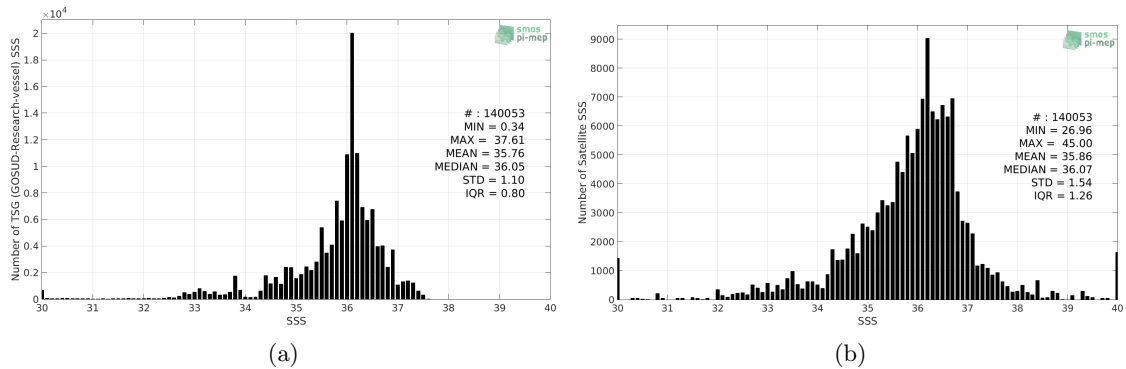 ×10⁴
2
1.8
1.6
1.4
1.2
1
0.8
0.6
0.4
0.2
0
Number of TSG (GOSUD-Research-vessel) SSS
smos
pi-mep
# : 140053
MIN = 0.34
MAX = 37.61
MEAN = 35.76
MEDIAN = 36.05
STD = 1.10
IQR = 0.80
30 31 32 33 34 35 36 37 38 39 40
SSS
(a)
9000
8000
7000
6000
5000
4000
3000
2000
1000
0
Number of Satellite SSS
smos
pi-mep
# : 140053
MIN = 26.96
MAX = 45.00
MEAN = 35.86
MEDIAN = 36.07
STD = 1.54
IQR = 1.26
30 31 32 33 34 35 36 37 38 39 40
SSS
(b)